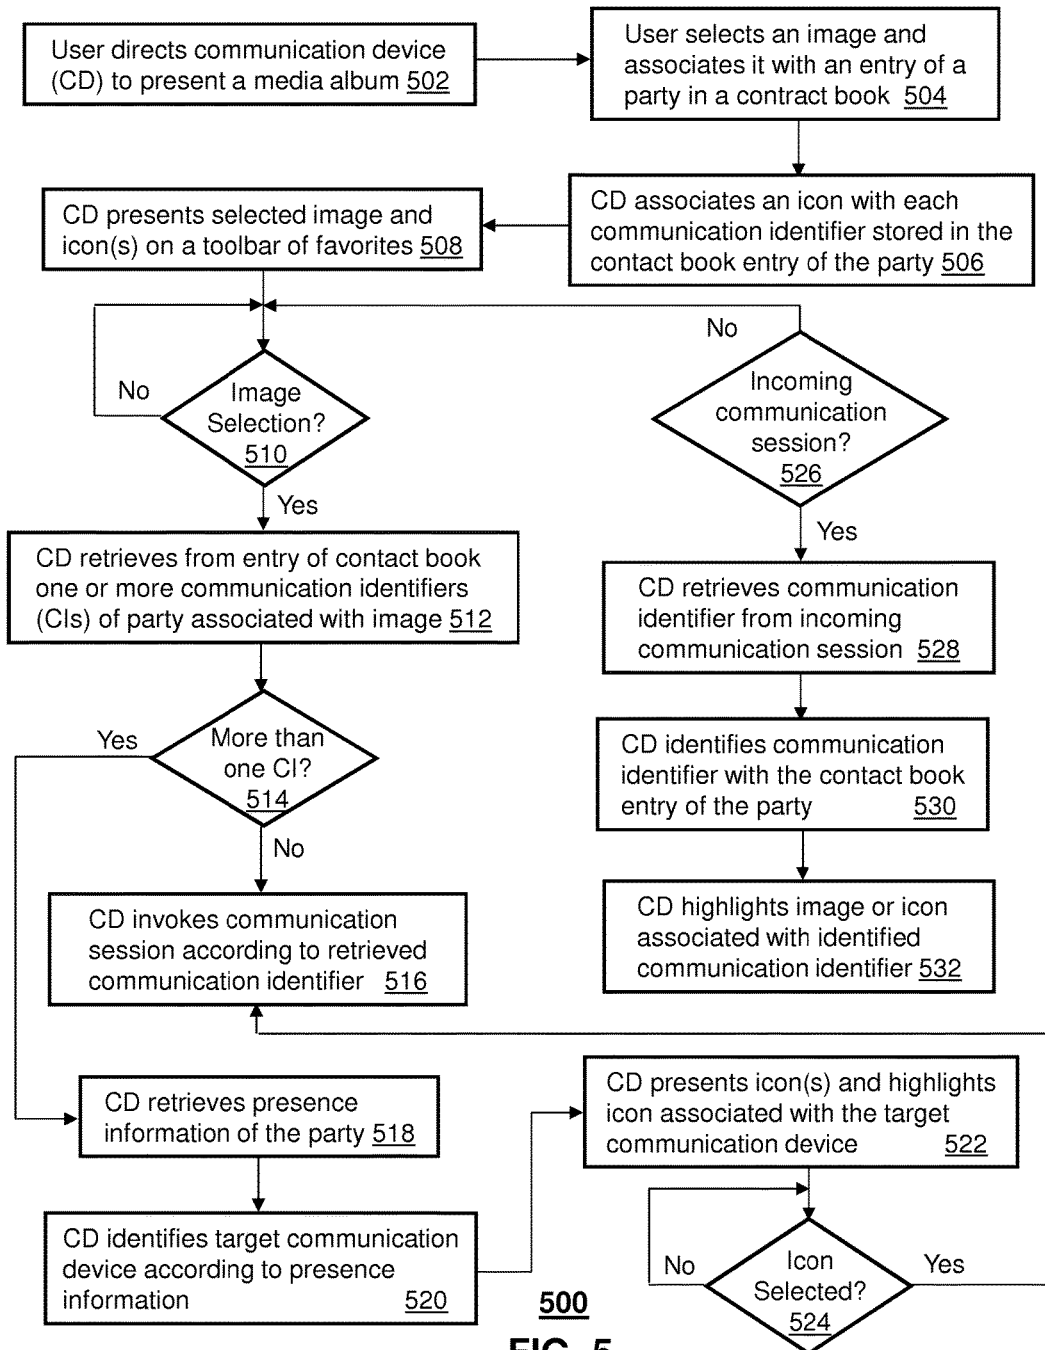 User directs communication device
(CD) to present a media album 502
User selects an image and
associates it with an entry of a
party in a contract book 504
CD associates an icon with each
communication identifier stored in the
contact book entry of the party 506
CD presents selected image and
icon(s) on a toolbar of favorites 508
No
Image
Selection?
510
Yes
No
Incoming
communication
session?
526
Yes
CD retrieves from entry of contact book
one or more communication identifiers
(CIs) of party associated with image 512
CD retrieves communication
identifier from incoming
communication session 528
Yes
More than
one CI?
514
No
CD identifies communication
identifier with the contact book
entry of the party 530
CD invokes communication
session according to retrieved
communication identifier 516
CD highlights image or icon
associated with identified
communication identifier 532
CD retrieves presence
information of the party 518
CD presents icon(s) and highlights
icon associated with the target
communication device 522
CD identifies target communication
device according to presence
information 520
No
Icon
Selected?
524
Yes
500
FIG. 5